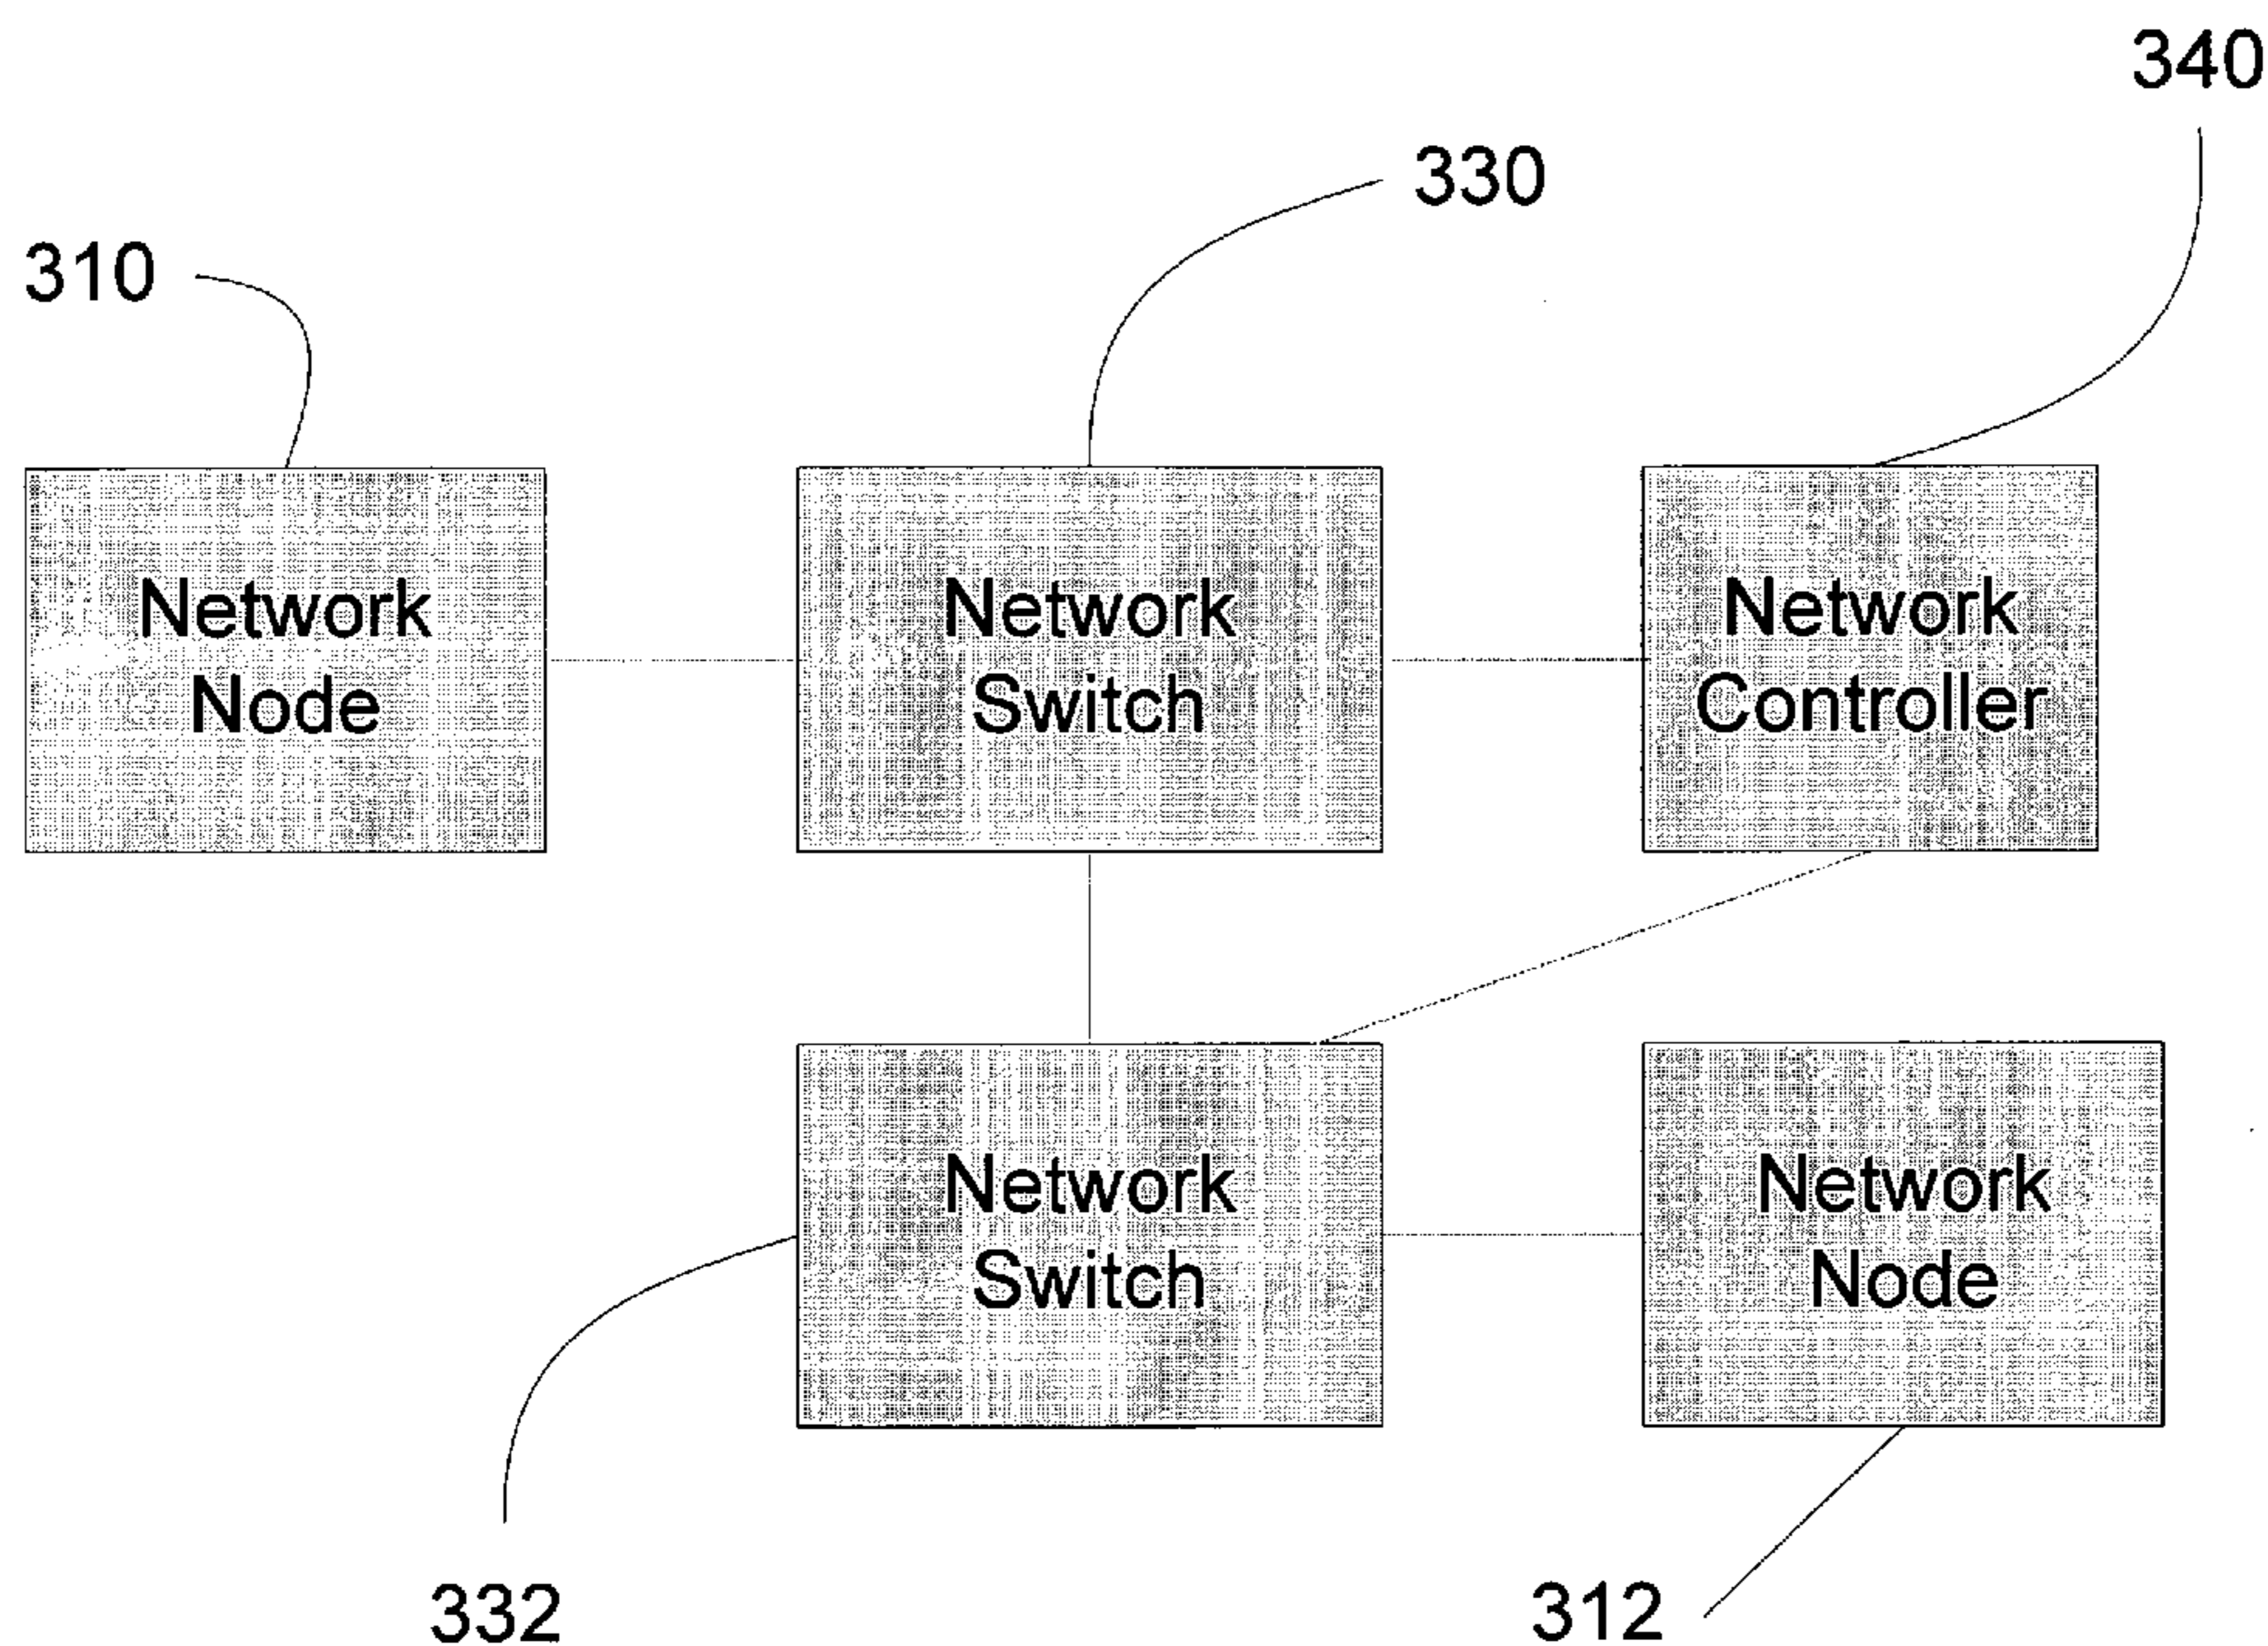 340
330
310
Network
Node
Network
Switch
Network
Controller
Network
Switch
Network
Node
332
312